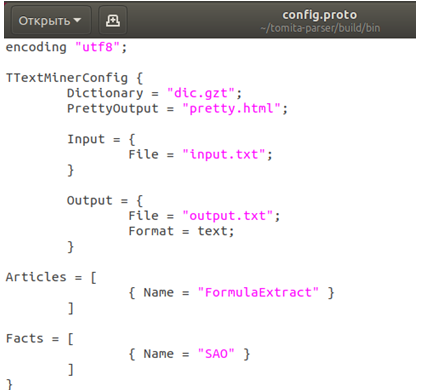 Открыть
config.proto
~/tomita-parser/build/bin
encoding "utf8";
TTextMinerConfig {
Dictionary = "dic.gzt";
PrettyOutput = "pretty.html";
Input = {
File = "input.txt";
}
Output = {
File = "output.txt";
Format = text;
}
Articles = [
{ Name = "FormulaExtract" }
]
Facts = [
{ Name = "SAO" }
]
}